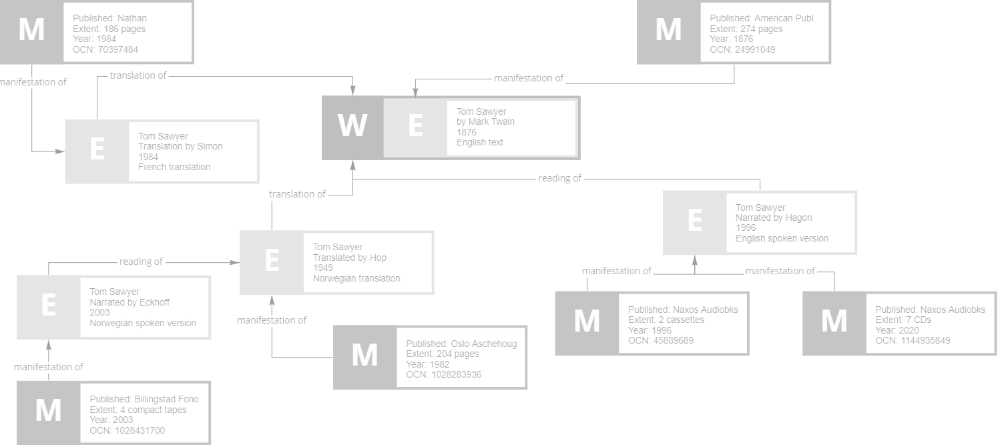 M
Published: Nathan
Extent: 186 pages
Year: 1984
OCN: 70397484
M
Published: American Publ.
Extent: 274 pages
Year: 1876
OCN: 24991049
manifestation of
translation of
manifestation of
E
Tom Sawyer
Translation by Simon
1984
French translation
W
E
Tom Sawyer
by Mark Twain
1876
English text
translation of
reading of
E
Tom Sawyer
Narrated by Hagon
1996
English spoken version
E
Tom Sawyer
Translated by Hop
1949
Norwegian translation
reading of
E
Tom Sawyer
Narrated by Eckhoff
2003
Norwegian spoken version
manifestation of
manifestation of
M
Published: Naxos Audiobks
Extent: 2 cassettes
Year: 1996
OCN: 45889689
M
Published: Naxos Audiobks
Extent: 7 CDs
Year: 2020
OCN: 1144935849
manifestation of
M
Published: Oslo Aschehoug
Extent: 204 pages
Year: 1982
OCN: 1028283936
manifestation of
M
Published: Billingstad Fono
Extent: 4 compact tapes
Year: 2003
OCN: 1028431700